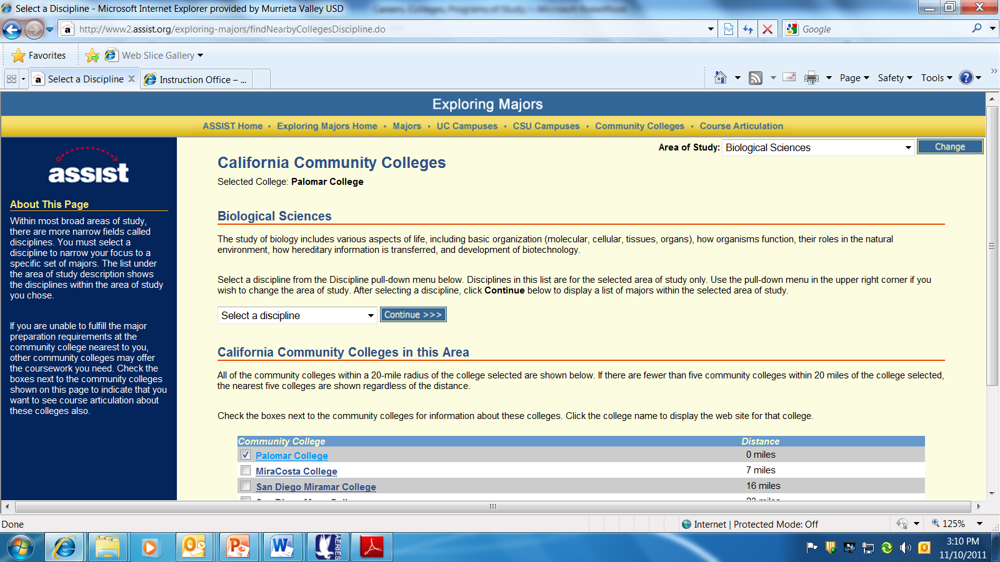 Select a Discipline - Microsoft Internet Explorer provided by Murrieta Valley USD
Careers, Colleges, Programs of Study - Microsoft PowerPoint
http://www2.assist.org/exploring-majors/findNearbyCollegesDiscipline.do
Google
Favorites
Web Slice Gallery
Select a Discipline
Instruction Office – ...
Page
Safety
Tools
Exploring Majors
ASSIST Home • Exploring Majors Home • Majors • UC Campuses • CSU Campuses • Community Colleges • Course Articulation
Area of Study: Biological Sciences Change
assist
About This Page
Within most broad areas of study,
there are more narrow fields called
disciplines. You must select a
discipline to narrow your focus to a
specific set of majors. The list under
the area of study description shows
the disciplines within the area of study
you chose.
If you are unable to fulfill the major
preparation requirements at the
community college nearest to you,
other community colleges may offer
the coursework you need. Check the
boxes next to the community colleges
shown on this page to indicate that you
want to see course articulation about
these colleges also.
California Community Colleges
Selected College: Palomar College
Biological Sciences
The study of biology includes various aspects of life, including basic organization (molecular, cellular, tissues, organs), how organisms function, their roles in the natural
environment, how hereditary information is transferred, and development of biotechnology.
Select a discipline from the Discipline pull-down menu below. Disciplines in this list are for the selected area of study only. Use the pull-down menu in the upper right corner if you
wish to change the area of study. After selecting a discipline, click Continue below to display a list of majors within the selected area of study.
Select a discipline Continue >>>
California Community Colleges in this Area
All of the community colleges within a 20-mile radius of the college selected are shown below. If there are fewer than five community colleges within 20 miles of the college selected,
the nearest five colleges are shown regardless of the distance.
Check the boxes next to the community colleges for information about these colleges. Click the college name to display the web site for that college.
Community College Distance
Palomar College 0 miles
MiraCosta College 7 miles
San Diego Miramar College 16 miles
Done
Internet | Protected Mode: Off
125%
AERIES
3:10 PM
11/10/2011